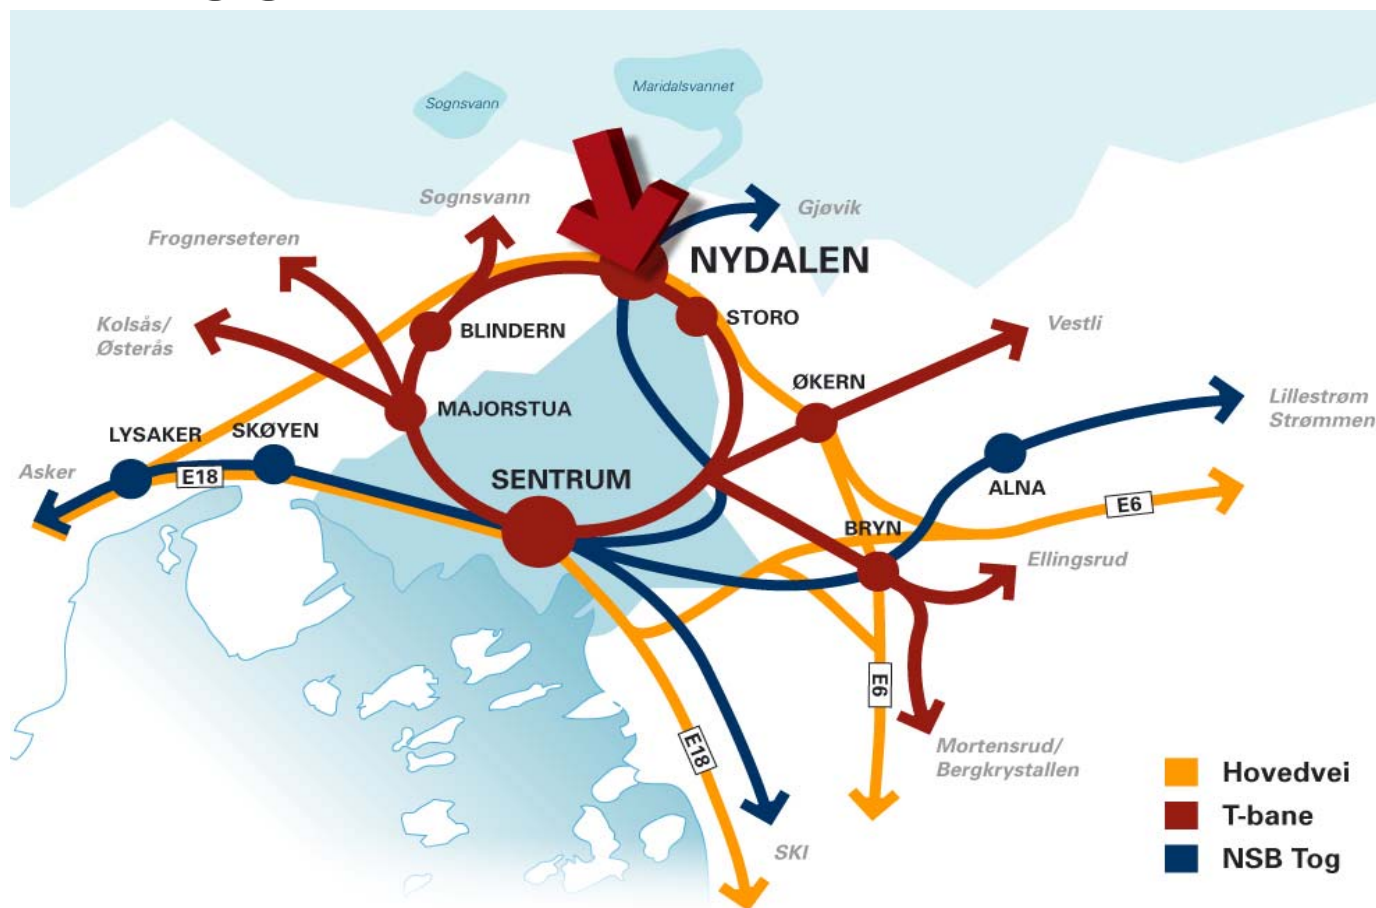 Maridalsvannet
Sognsvann
Sognsvann
Gjøvik
Frognerseteren
NYDALEN
Kolsås/
Østerås
BLINDERN
STORO
Vestli
ØKERN
MAJORSTUA
Lillestrøm
Strømmen
LYSAKER
SKØYEN
Asker
E18
SENTRUM
ALNA
E6
BRYN
Ellingsrud
E6
E18
Mortensrud/
Bergkrystallen
SKI
Hovedvei
T-bane
NSB Tog